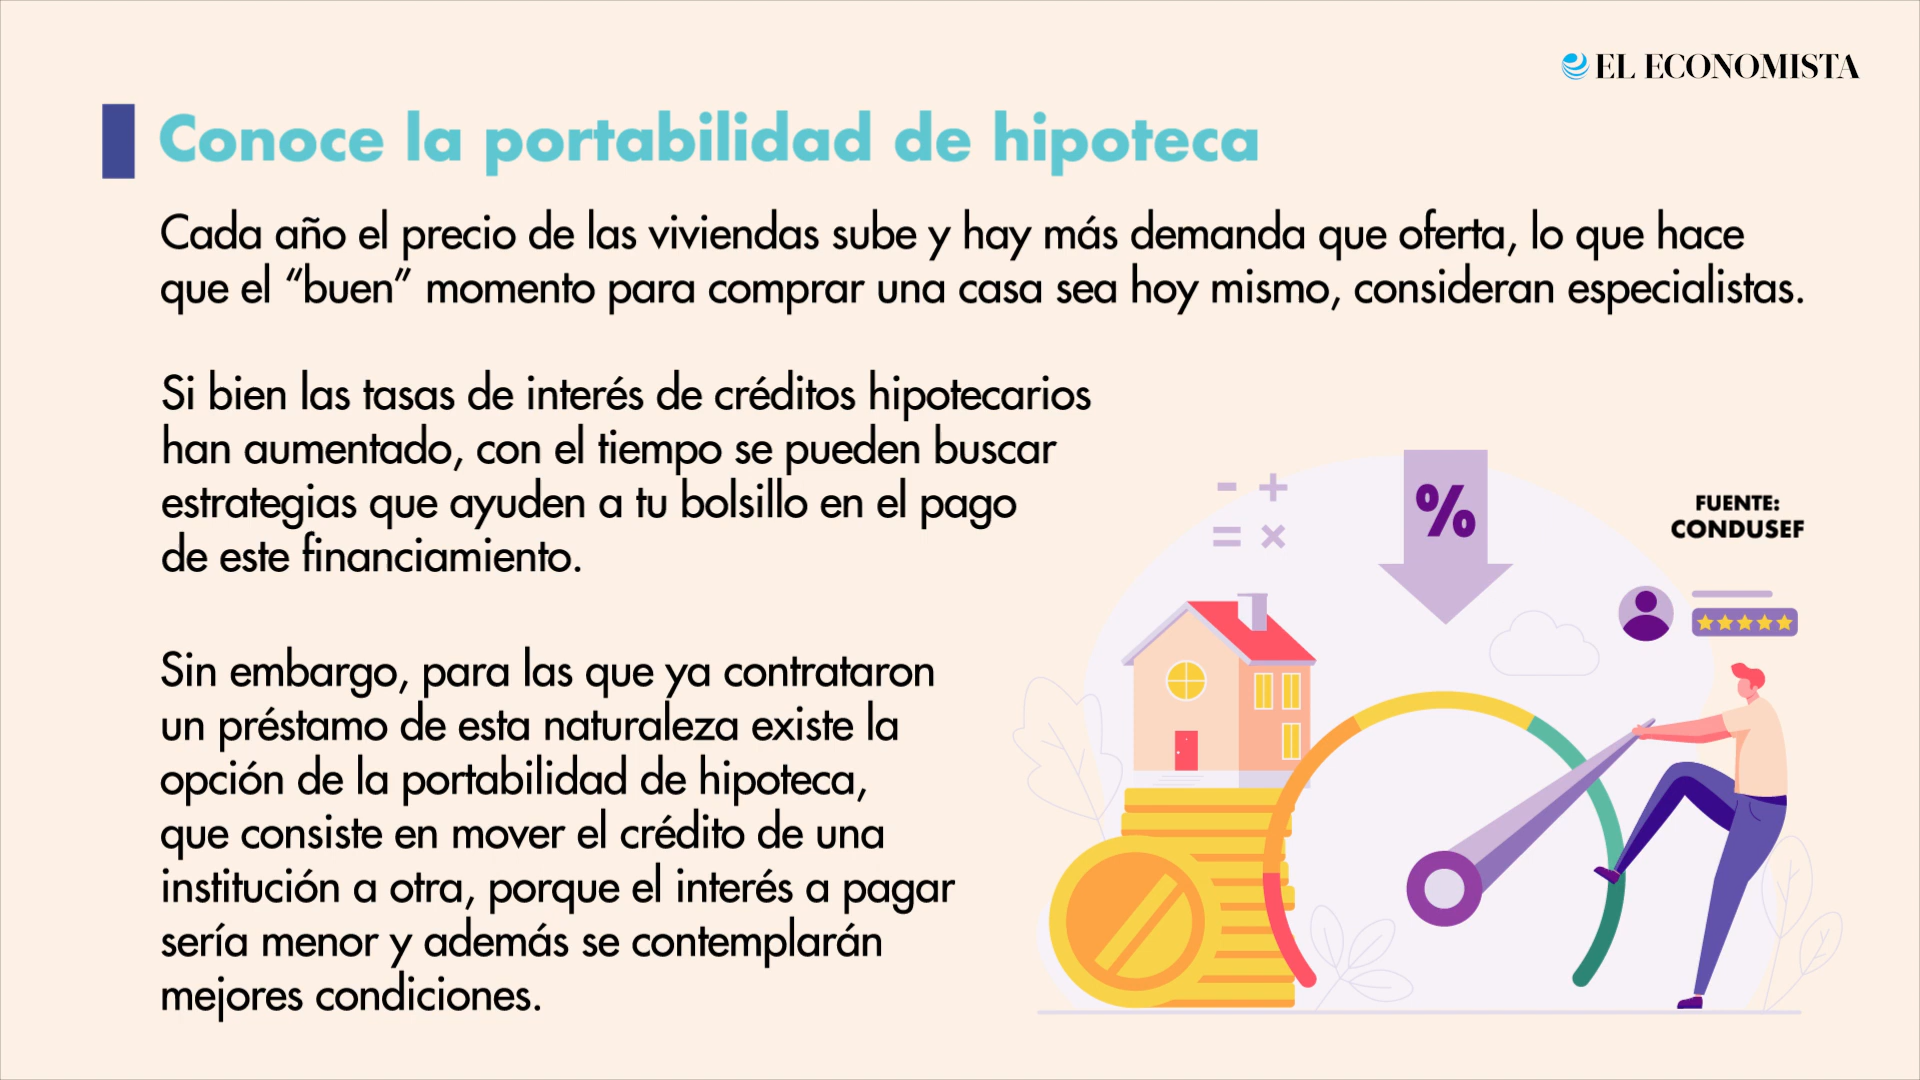 EL ECONOMISTA
Conoce la portabilidad de hipoteca
Cada año el precio de las viviendas sube y hay más demanda que oferta, lo que hace
que el “buen” momento para comprar una casa sea hoy mismo, consideran especialistas.
Si bien las tasas de interés de créditos hipotecarios
han aumentado, con el tiempo se pueden buscar
estrategias que ayuden a tu bolsillo en el pago
de este financiamiento.
Sin embargo, para las que ya contrataron
un préstamo de esta naturaleza existe la
opción de la portabilidad de hipoteca,
que consiste en mover el crédito de una
institución a otra, porque el interés a pagar
sería menor y además se contemplarán
mejores condiciones.
- +
= ×
%
FUENTE:
CONDUSEF